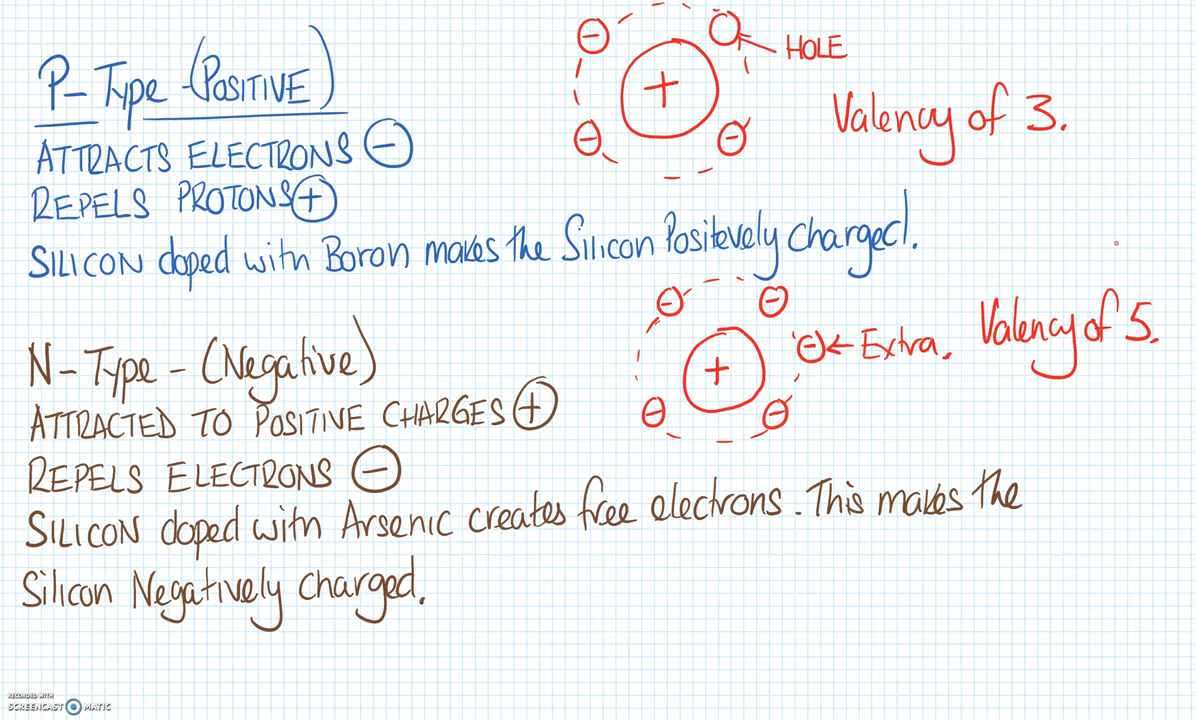 P- Type -(Positive)
ATTRACTS ELECTRONS -
REPELS PROTONS +
SILICON doped with Boron makes the Silicon Positevely charged.
- 
+
-
-
HOLE
Valency of 3.
N- Type - (Negative)
ATTRACTED TO POSITIVE CHARGES +
REPELS ELECTRONS -
SILICON doped with Arsenic creates free electrons. This makes the
Silicon Negatively charged.
- -
+
- ← Extra.
- -
Valency of 5.
RECORDED WITH
SCREENCAST MATIC